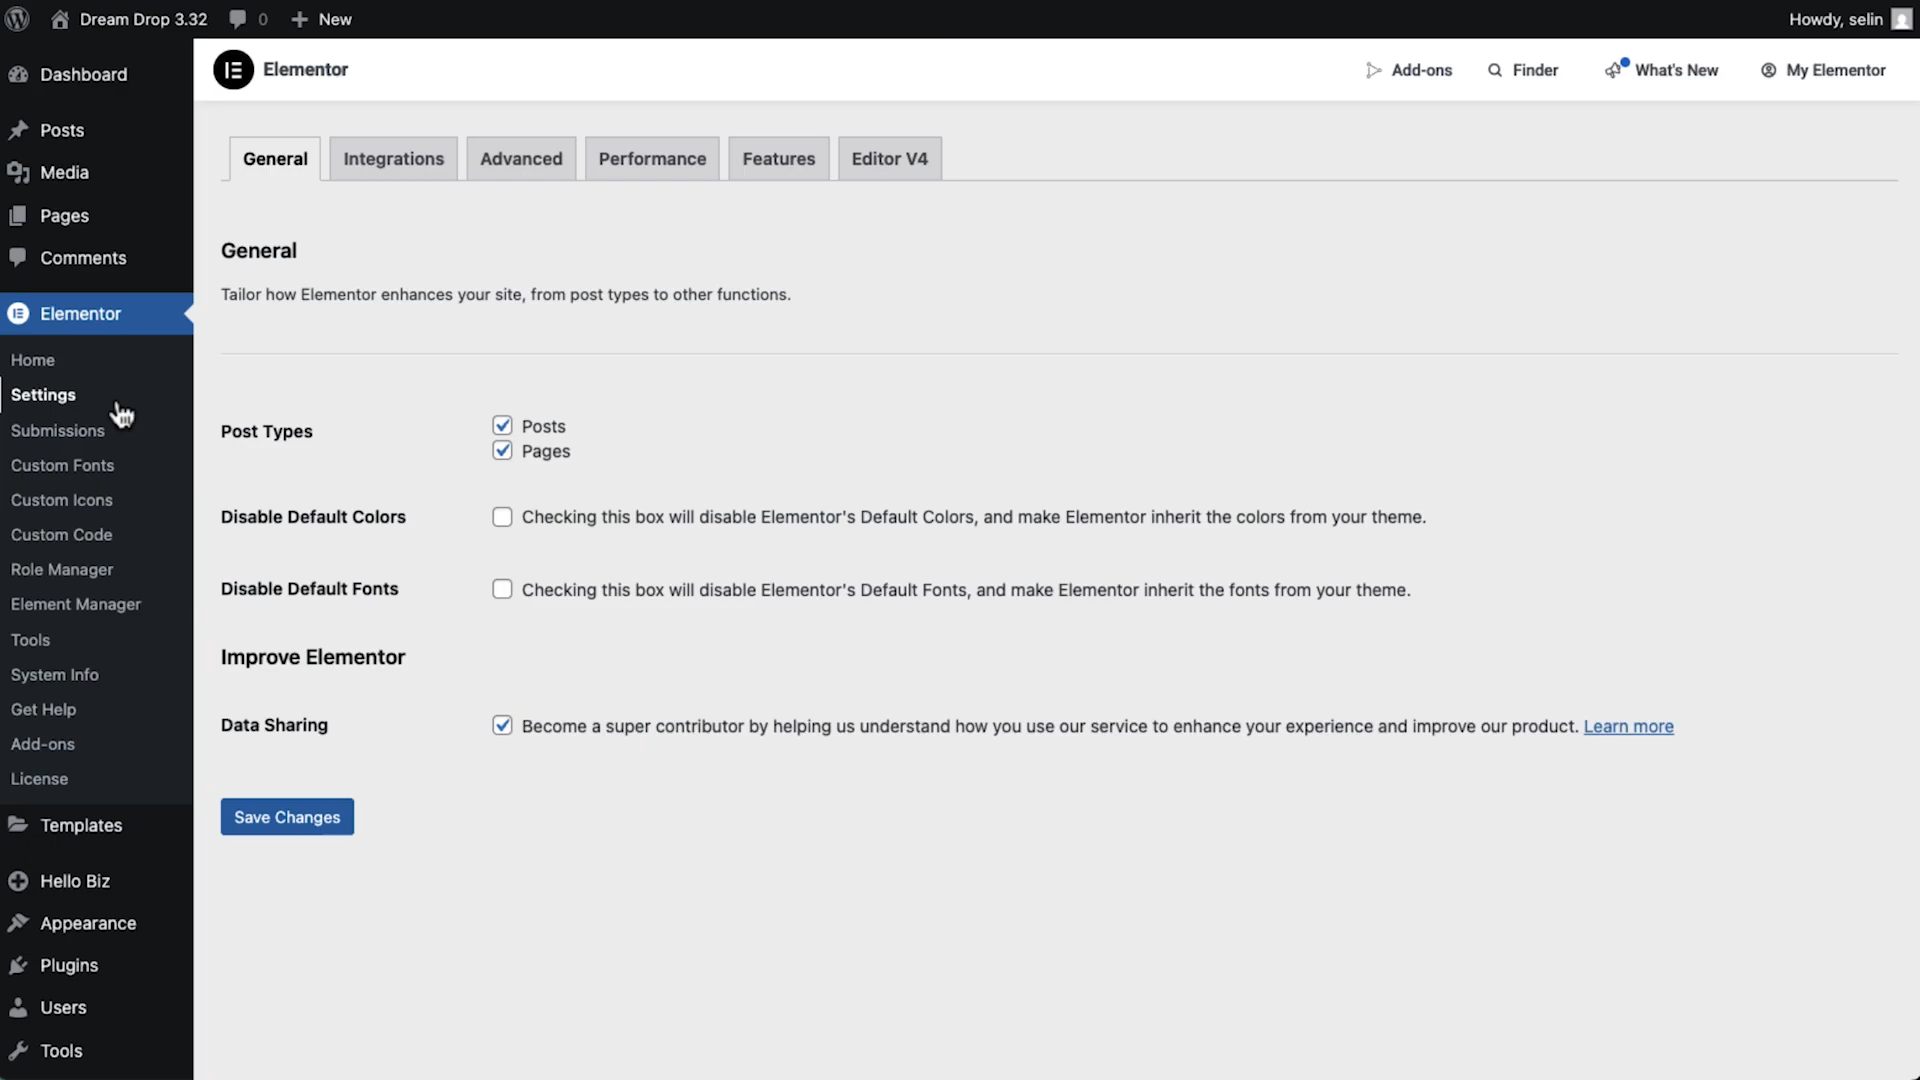 Dream Drop 3.32
0
New
Howdy, selin
Dashboard
Posts
Media
Pages
Comments
Elementor
Home
Settings
Submissions
Custom Fonts
Custom Icons
Custom Code
Role Manager
Element Manager
Tools
System Info
Get Help
Add-ons
License
Templates
Hello Biz
Appearance
Plugins
Users
Tools
Elementor
Add-ons
Finder
What's New
My Elementor
General
Integrations
Advanced
Performance
Features
Editor V4
General
Tailor how Elementor enhances your site, from post types to other functions.
Post Types
Posts
Pages
Disable Default Colors
Checking this box will disable Elementor's Default Colors, and make Elementor inherit the colors from your theme.
Disable Default Fonts
Checking this box will disable Elementor's Default Fonts, and make Elementor inherit the fonts from your theme.
Improve Elementor
Data Sharing
Become a super contributor by helping us understand how you use our service to enhance your experience and improve our product. Learn more
Save Changes